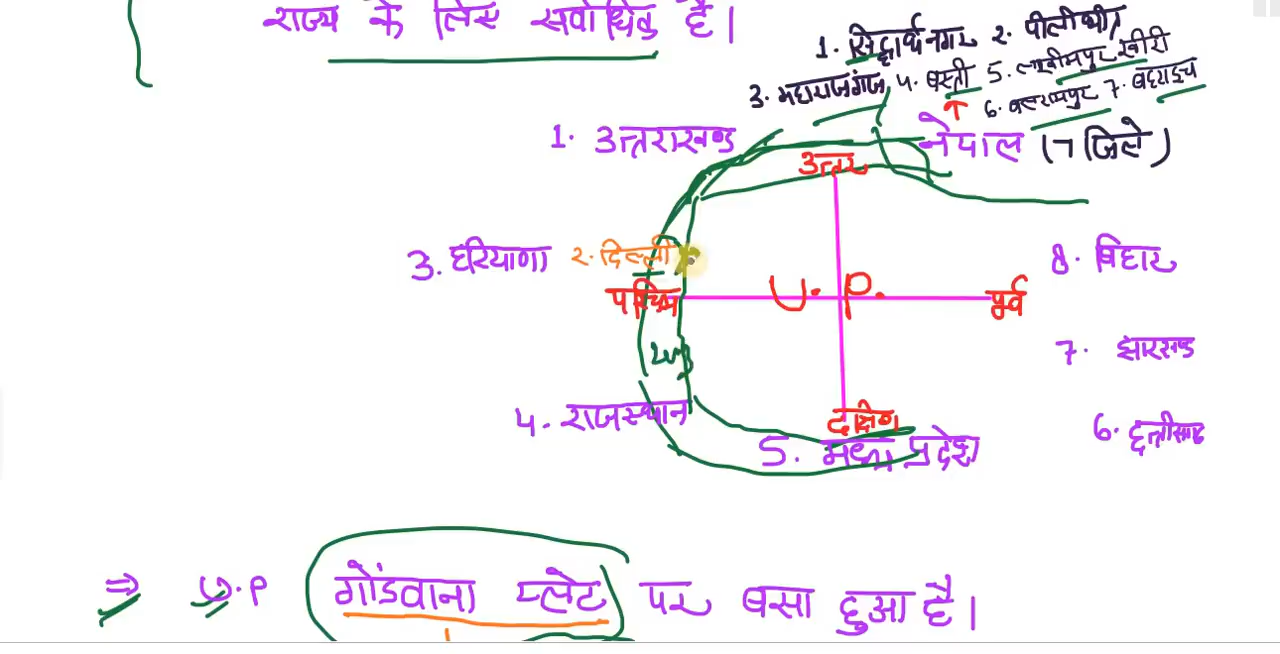 राज्य के लिए सर्वाधिक है।
1. सिद्धार्थनगर 2. पीलीभीत
3. महाराजगंज 4. बस्ती 5. लखीमपुर खीरी
6. बलरामपुर 7. बहराइच
1. उत्तराखण्ड
नेपाल (7 जिले)
उत्तर
3. हरियाणा 2. दिल्ली
8. बिहार
पश्चिम U.P. पूर्व
7. झारखण्ड
4. राजस्थान
दक्षिण
6. छत्तीसगढ
5. मध्य प्रदेश
⇒ U.P गोंडवाना प्लेट पर बसा हुआ है।